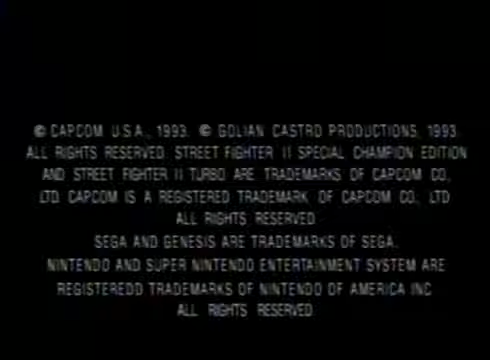 © CAPCOM U.S.A., 1993. © GOLIAN CASTRO PRODUCTIONS, 1993.
ALL RIGHTS RESERVED. STREET FIGHTER II SPECIAL CHAMPION EDITION
AND STREET FIGHTER II TURBO ARE TRADEMARKS OF CAPCOM CO.,
LTD. CAPCOM IS A REGISTERED TRADEMARK OF CAPCOM CO., LTD
ALL RIGHTS RESERVED.
SEGA AND GENESIS ARE TRADEMARKS OF SEGA.
NINTENDO AND SUPER NINTENDO ENTERTAINMENT SYSTEM ARE
REGISTEREDD TRADEMARKS OF NINTENDO OF AMERICA INC
ALL RIGHTS RESERVED.